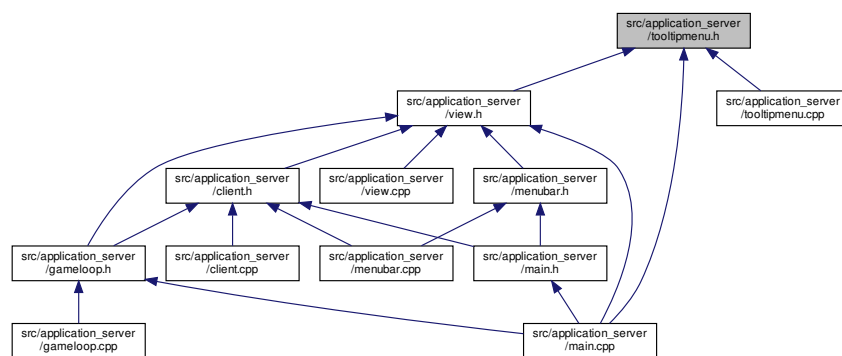 src/application_server
/tooltipmenu.h
src/application_server
/view.h
src/application_server
/tooltipmenu.cpp
src/application_server
/client.h
src/application_server
/view.cpp
src/application_server
/menubar.h
src/application_server
/gameloop.h
src/application_server
/client.cpp
src/application_server
/menubar.cpp
src/application_server
/main.h
src/application_server
/gameloop.cpp
src/application_server
/main.cpp